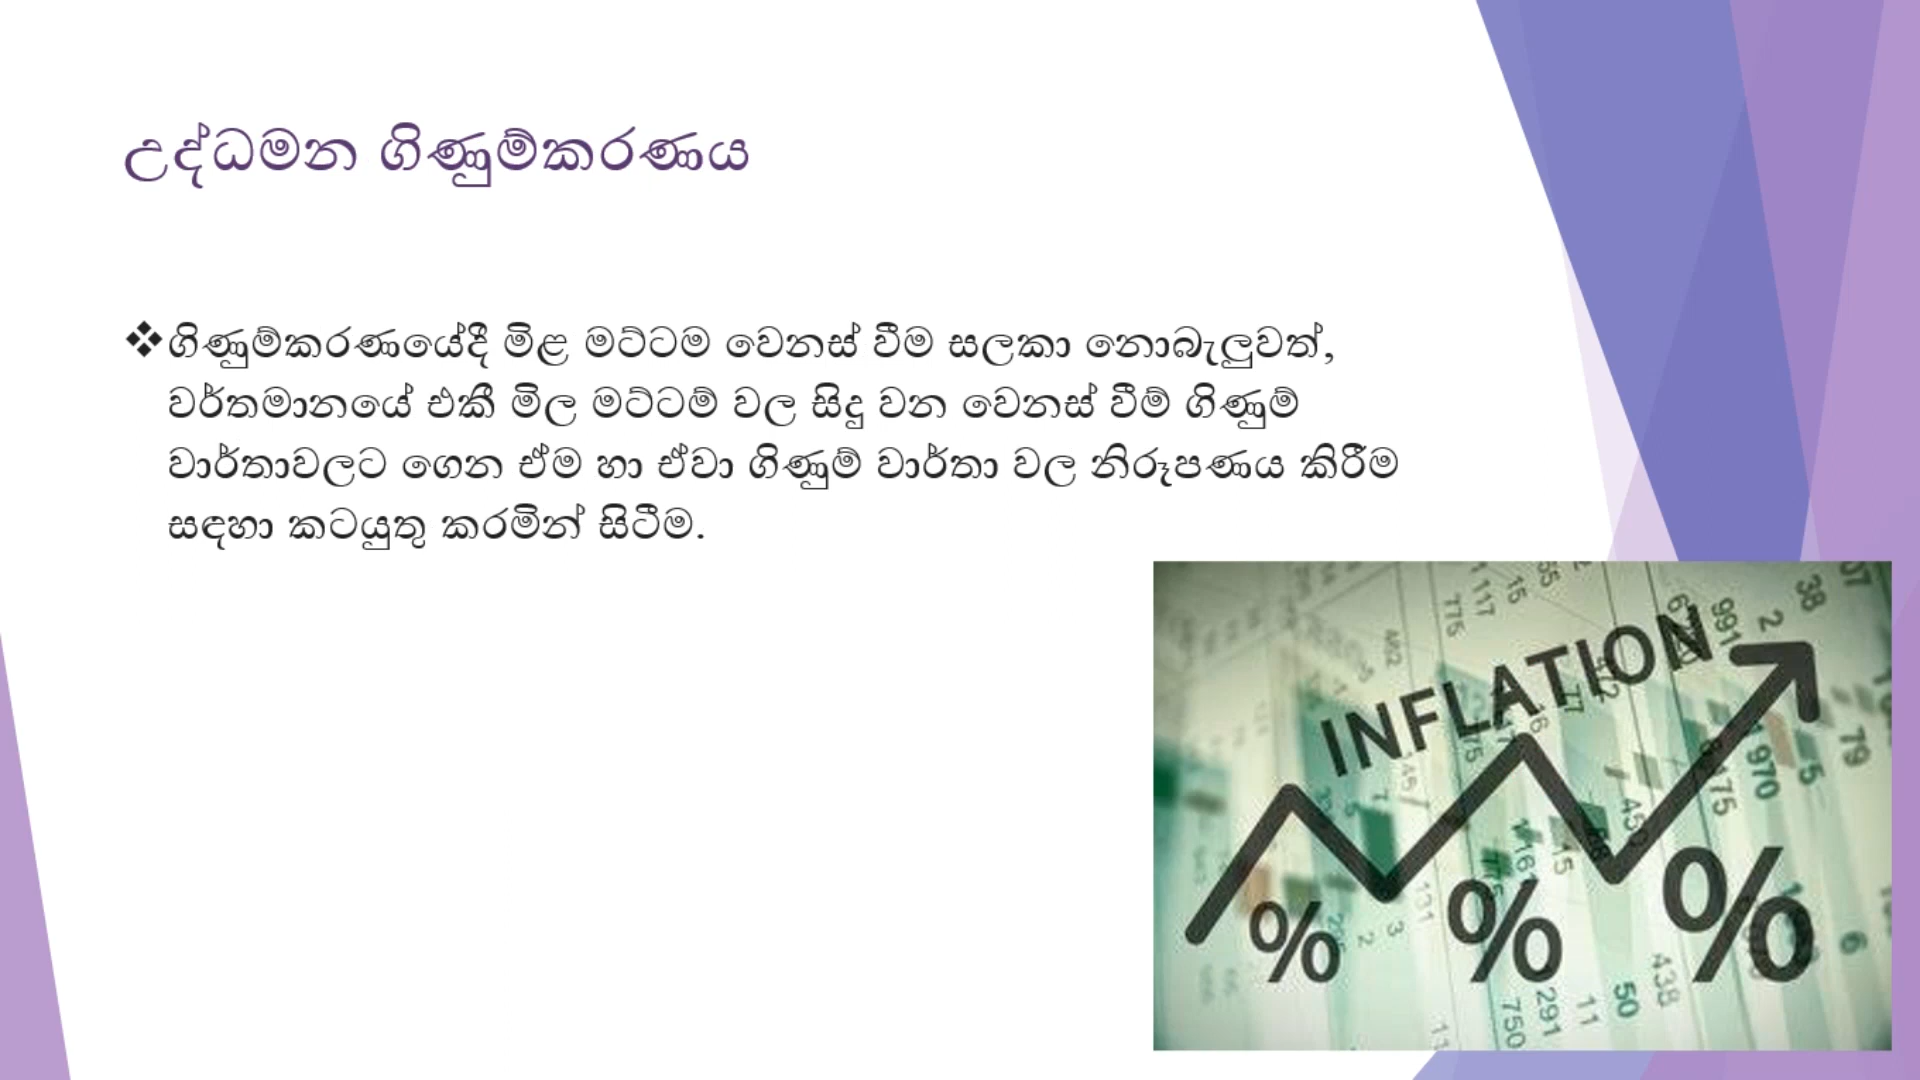 උද්ධමන ගිණුම්කරණය
❖ගිණුම්කරණයේදී මිළ මට්ටම වෙනස් වීම සලකා නොබැලුවත්,
වර්තමානයේ එකී මිල මට්ටම් වල සිදු වන වෙනස් වීම් ගිණුම්
වාර්තාවලට ගෙන ඒම හා ඒවා ගිණුම් වාර්තා වල නිරූපණය කිරීම
සඳහා කටයුතු කරමින් සිටීම.
INFLATION
% % %